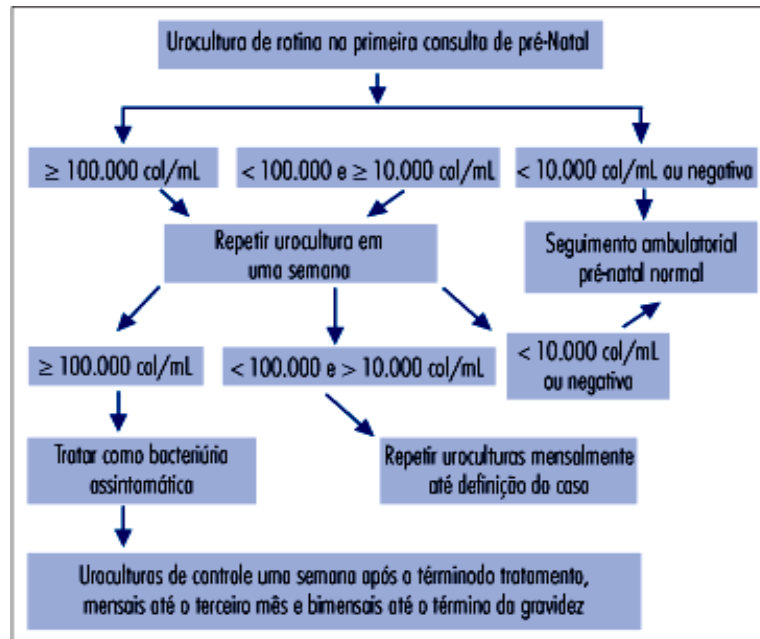 Urocultura de rotina na primeira consulta de pré-Natal
≥ 100.000 col/mL
< 100.000 e ≥ 10.000 col/mL
< 10.000 col/mL ou negativa
Repetir urocultura em
uma semana
Seguimento ambulatorial
pré-natal normal
≥ 100.000 col/mL
< 100.000 e > 10.000 col/mL
< 10.000 col/mL
ou negativa
Tratar como bacteriúria
assintomática
Repetir uroculturas mensalmente
até definição do caso
Uroculturas de controle uma semana após o térmınodo tratamento,
mensais até o terceiro mês e bimensais até o término da gravidez